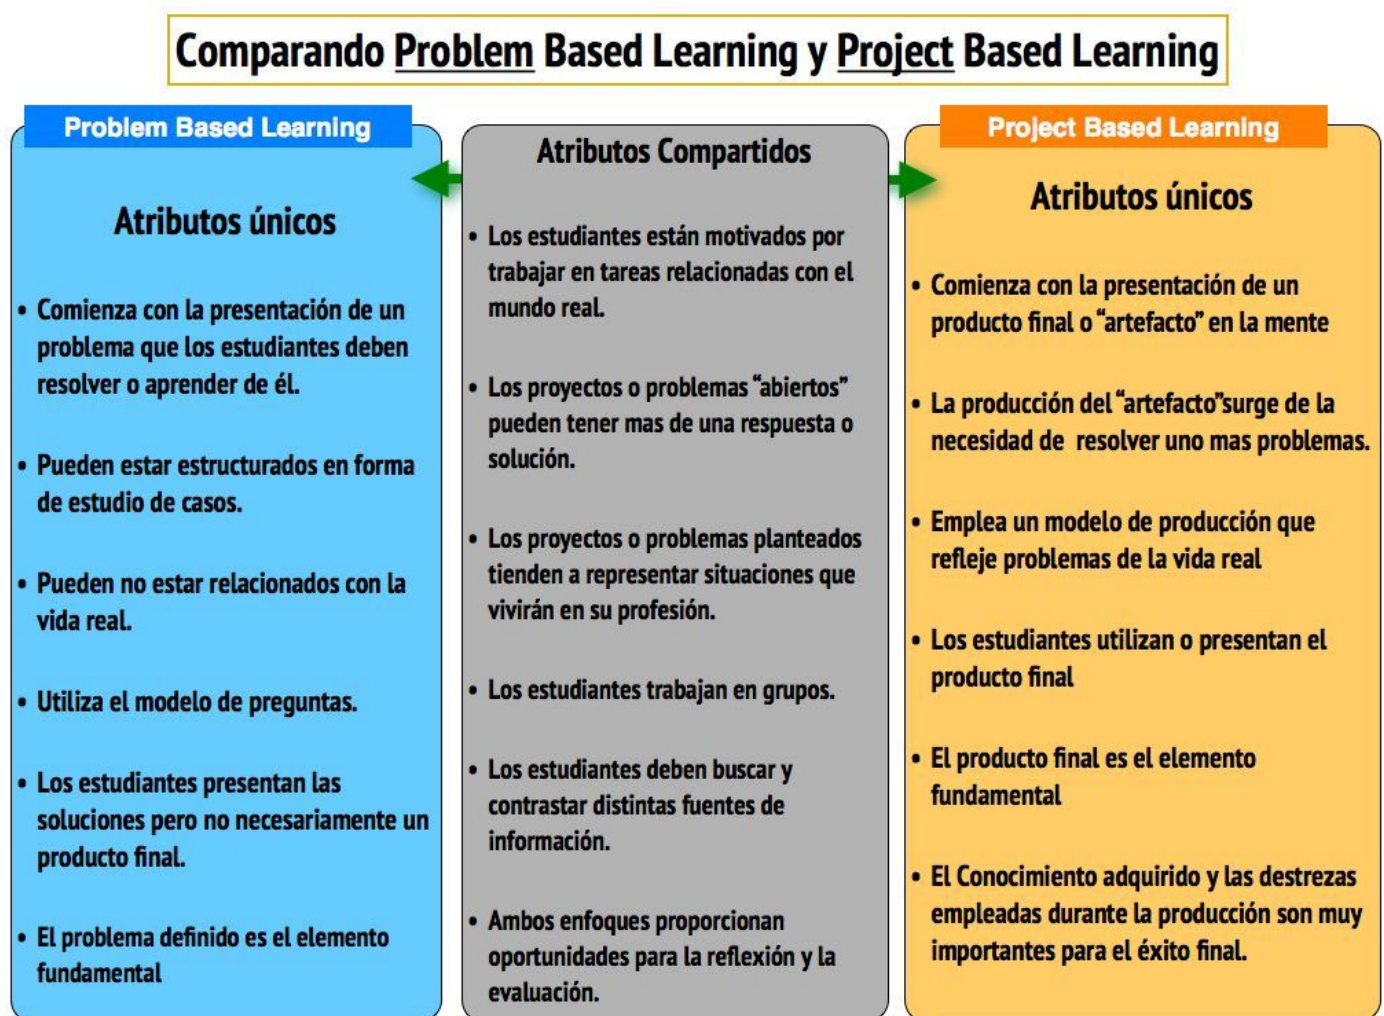 Comparando Problem Based Learning y Project Based Learning
Problem Based Learning
Atributos únicos
• Comienza con la presentación de un
problema que los estudiantes deben
resolver o aprender de él.
• Pueden estar estructurados en forma
de estudio de casos.
• Pueden no estar relacionados con la
vida real.
• Utiliza el modelo de preguntas.
• Los estudiantes presentan las
soluciones pero no necesariamente un
producto final.
• El problema definido es el elemento
fundamental
Atributos Compartidos
• Los estudiantes están motivados por
trabajar en tareas relacionadas con el
mundo real.
• Los proyectos o problemas “abiertos”
pueden tener mas de una respuesta o
solución.
• Los proyectos o problemas planteados
tienden a representar situaciones que
vivirán en su profesión.
• Los estudiantes trabajan en grupos.
• Los estudiantes deben buscar y
contrastar distintas fuentes de
información.
• Ambos enfoques proporcionan
oportunidades para la reflexión y la
evaluación.
Project Based Learning
Atributos únicos
• Comienza con la presentación de un
producto final o “artefacto” en la mente
• La producción del “artefacto”surge de la
necesidad de resolver uno mas problemas.
• Emplea un modelo de producción que
refleje problemas de la vida real
• Los estudiantes utilizan o presentan el
producto final
• El producto final es el elemento
fundamental
• El Conocimiento adquirido y las destrezas
empleadas durante la producción son muy
importantes para el éxito final.